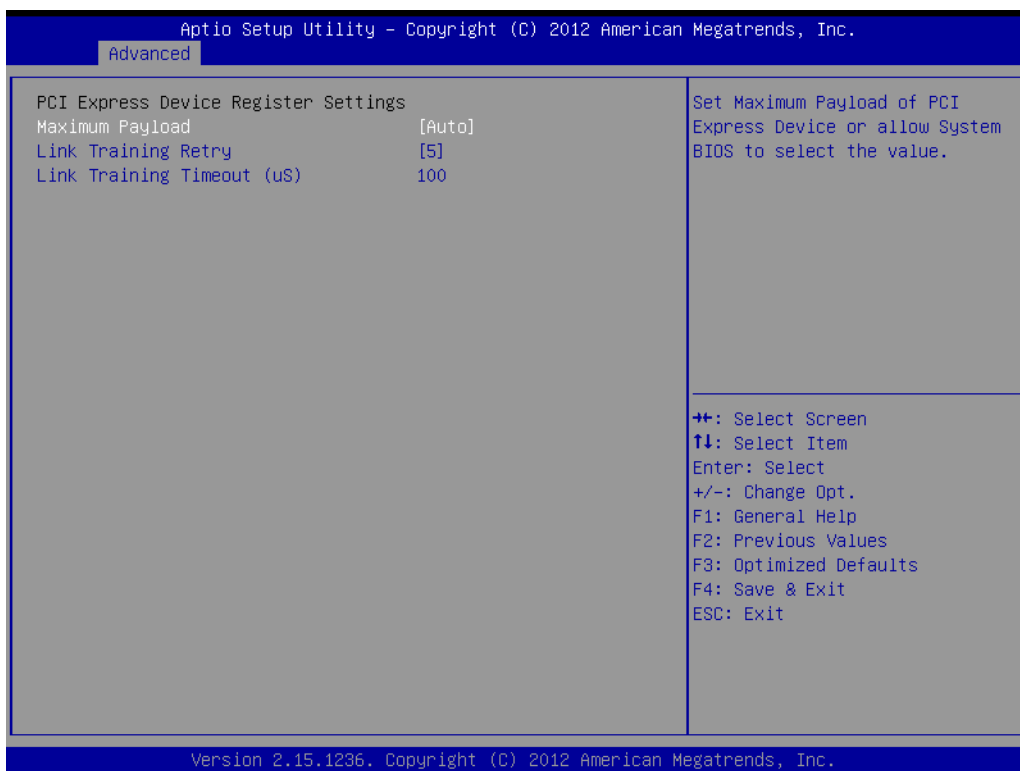 Aptio Setup Utility – Copyright (C) 2012 American Megatrends, Inc.
Advanced
PCI Express Device Register Settings
Maximum Payload [Auto]
Link Training Retry [5]
Link Training Timeout (uS) 100
Set Maximum Payload of PCI
Express Device or allow System
BIOS to select the value.
→←: Select Screen
↑↓: Select Item
Enter: Select
+/-: Change Opt.
F1: General Help
F2: Previous Values
F3: Optimized Defaults
F4: Save & Exit
ESC: Exit
Version 2.15.1236. Copyright (C) 2012 American Megatrends, Inc.